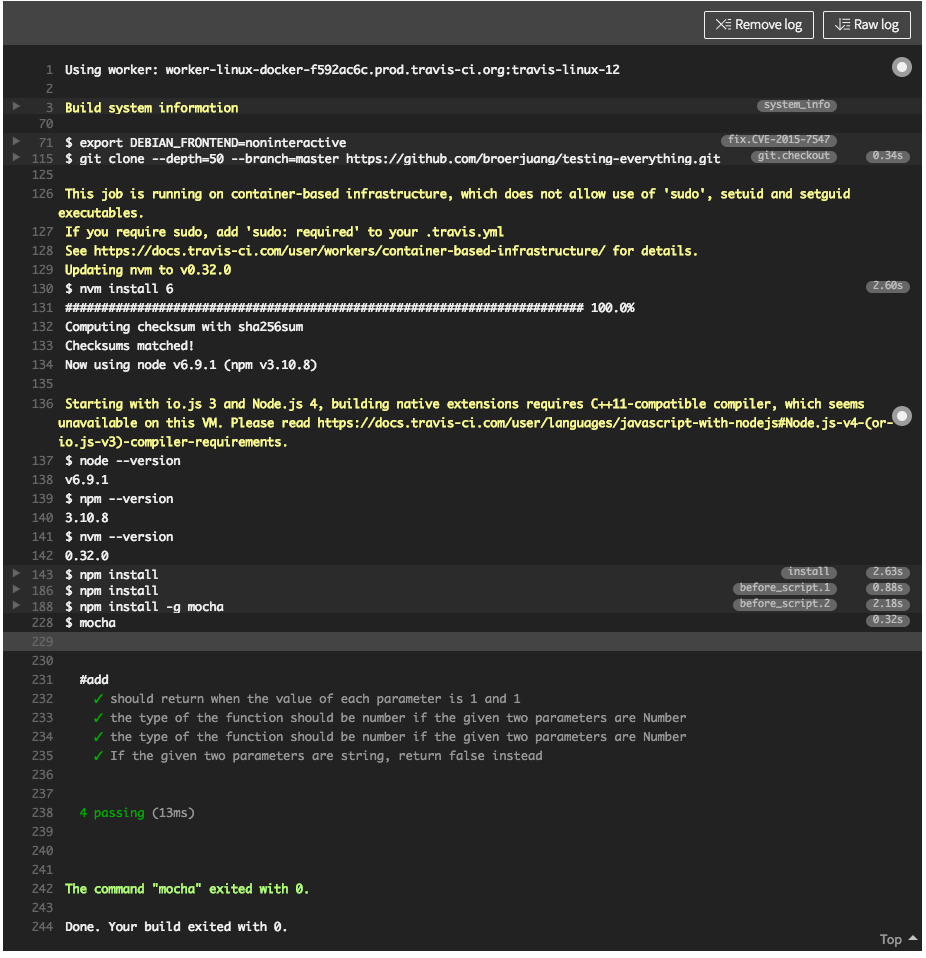 Remove log
Raw log
1 Using worker: worker-linux-docker-f592ac6c.prod.travis-ci.org:travis-linux-12
2
3 Build system information system_info
70
71 $ export DEBIAN_FRONTEND=noninteractive fix.CVE-2015-7547
115 $ git clone --depth=50 --branch=master https://github.com/broerjuang/testing-everything.git git.checkout 0.34s
125
126 This job is running on container-based infrastructure, which does not allow use of 'sudo', setuid and setguid
executables.
127 If you require sudo, add 'sudo: required' to your .travis.yml
128 See https://docs.travis-ci.com/user/workers/container-based-infrastructure/ for details.
129 Updating nvm to v0.32.0
130 $ nvm install 6 2.60s
131 ######################################################################## 100.0%
132 Computing checksum with sha256sum
133 Checksums matched!
134 Now using node v6.9.1 (npm v3.10.8)
135
136 Starting with io.js 3 and Node.js 4, building native extensions requires C++11-compatible compiler, which seems
unavailable on this VM. Please read https://docs.travis-ci.com/user/languages/javascript-with-nodejs#Node.js-v4-(or-
io.js-v3)-compiler-requirements.
137 $ node --version
138 v6.9.1
139 $ npm --version
140 3.10.8
141 $ nvm --version
142 0.32.0
143 $ npm install install 2.63s
186 $ npm install before_script.1 0.88s
188 $ npm install -g mocha before_script.2 2.18s
228 $ mocha 0.32s
229
230
231 #add
232 ✓ should return when the value of each parameter is 1 and 1
233 ✓ the type of the function should be number if the given two parameters are Number
234 ✓ the type of the function should be number if the given two parameters are Number
235 ✓ If the given two parameters are string, return false instead
236
237
238 4 passing (13ms)
239
240
241
242 The command "mocha" exited with 0.
243
244 Done. Your build exited with 0.
Top